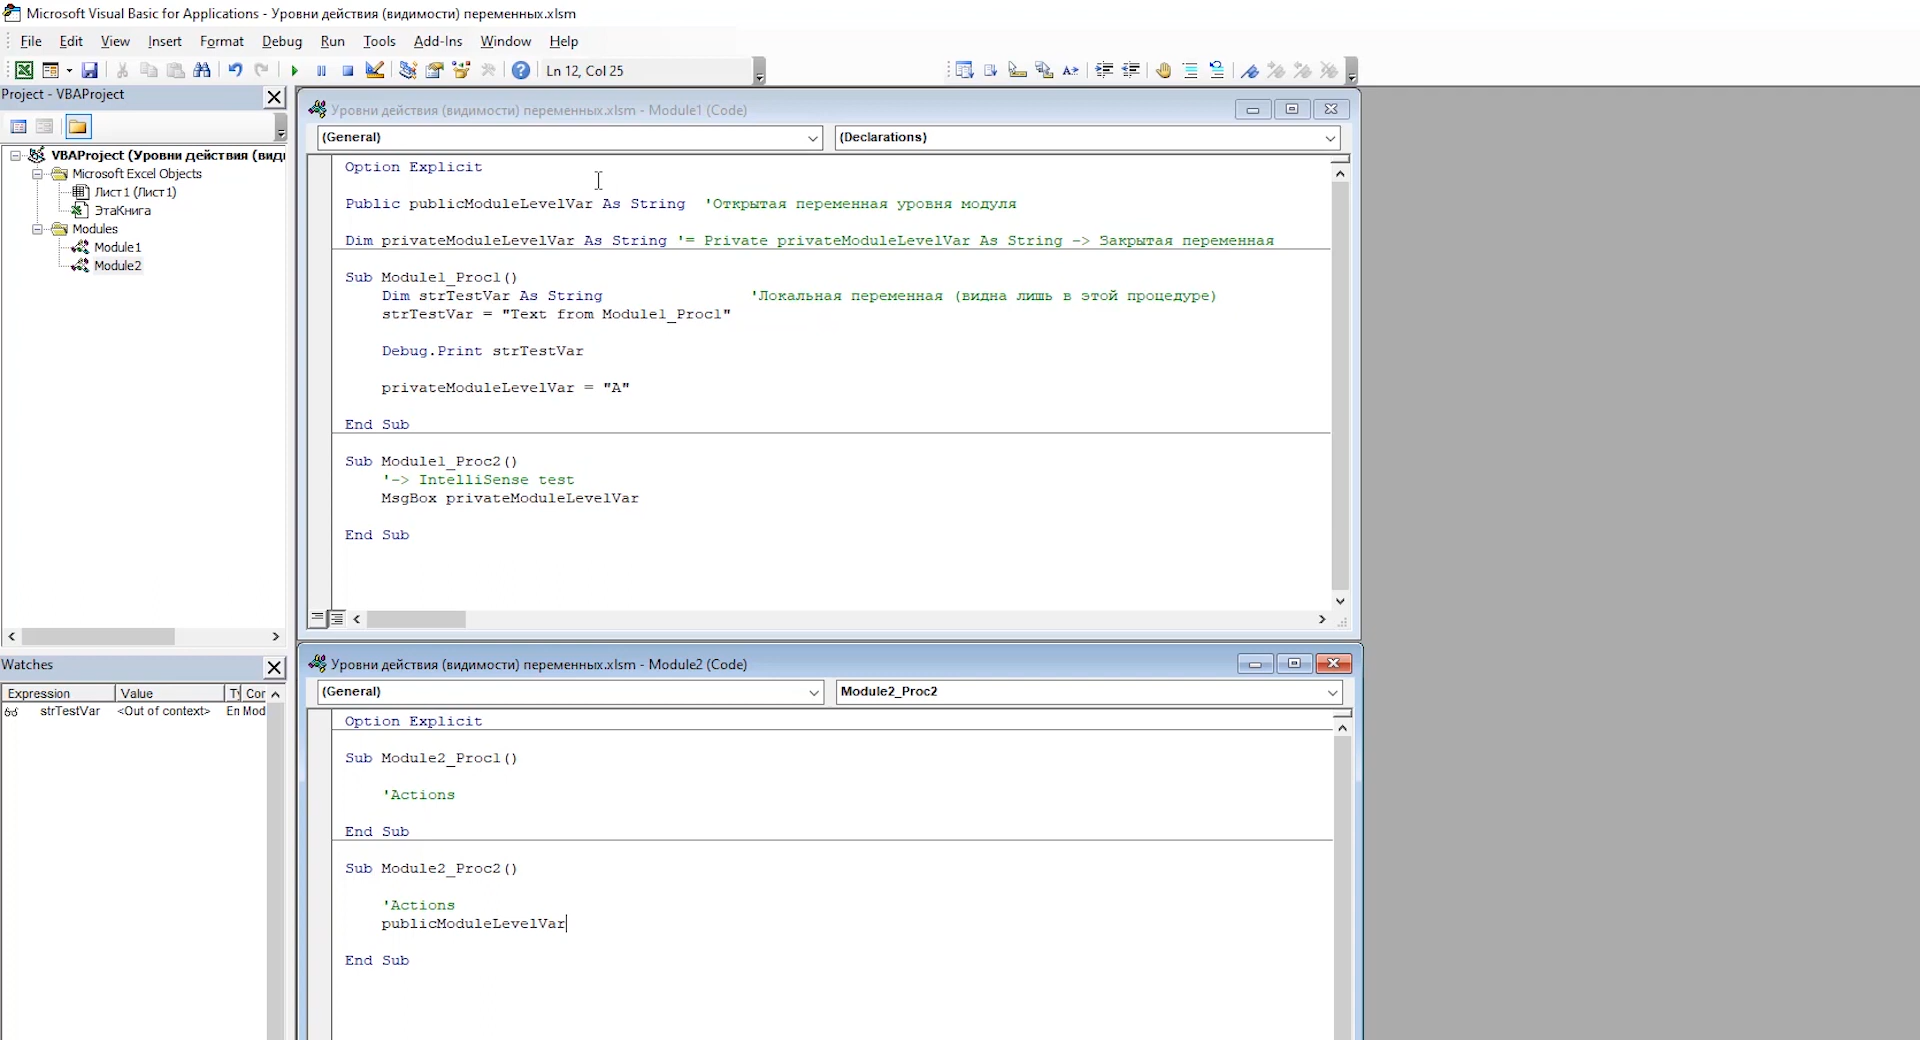 Microsoft Visual Basic for Applications - Уровни действия (видимости) переменных.xlsm
File Edit View Insert Format Debug Run Tools Add-Ins Window Help
Ln 12, Col 25
Project - VBAProject
VBAProject (Уровни действия (вид
Microsoft Excel Objects
Лист1 (Лист1)
ЭтаКнига
Modules
Module1
Module2
Уровни действия (видимости) переменных.xlsm - Module1 (Code)
(General) (Declarations)
Option Explicit
Public publicModuleLevelVar As String 'Открытая переменная уровня модуля
Dim privateModuleLevelVar As String '= Private privateModuleLevelVar As String -> Закрытая переменная
Sub Module1_Proc1()
Dim strTestVar As String 'Локальная переменная (видна лишь в этой процедуре)
strTestVar = "Text from Module1_Proc1"
Debug.Print strTestVar
privateModuleLevelVar = "A"
End Sub
Sub Module1_Proc2()
'-> IntelliSense test
MsgBox privateModuleLevelVar
End Sub
Watches
Expression Value Ty Cor
strTestVar <Out of context> Em Mod
Уровни действия (видимости) переменных.xlsm - Module2 (Code)
(General) Module2_Proc2
Option Explicit
Sub Module2_Proc1()
'Actions
End Sub
Sub Module2_Proc2()
'Actions
publicModuleLevelVar
End Sub